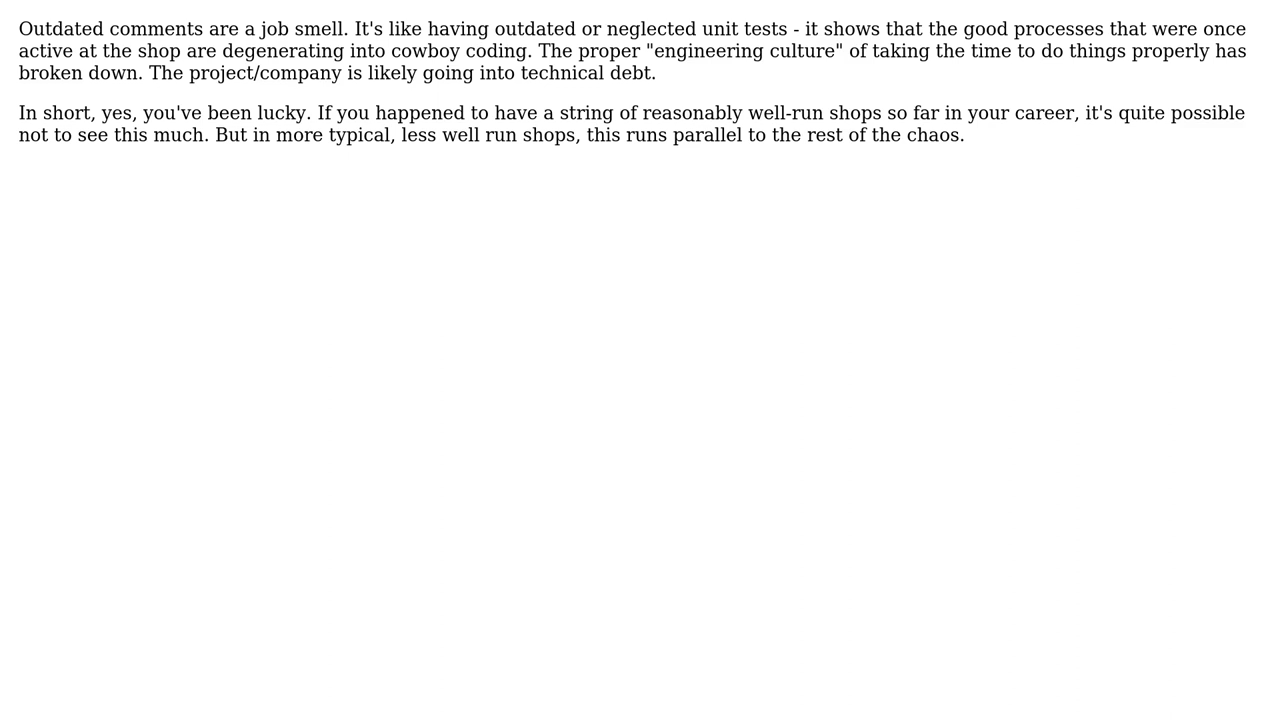 Outdated comments are a job smell. It's like having outdated or neglected unit tests - it shows that the good processes that were once
active at the shop are degenerating into cowboy coding. The proper "engineering culture" of taking the time to do things properly has
broken down. The project/company is likely going into technical debt.
In short, yes, you've been lucky. If you happened to have a string of reasonably well-run shops so far in your career, it's quite possible
not to see this much. But in more typical, less well run shops, this runs parallel to the rest of the chaos.